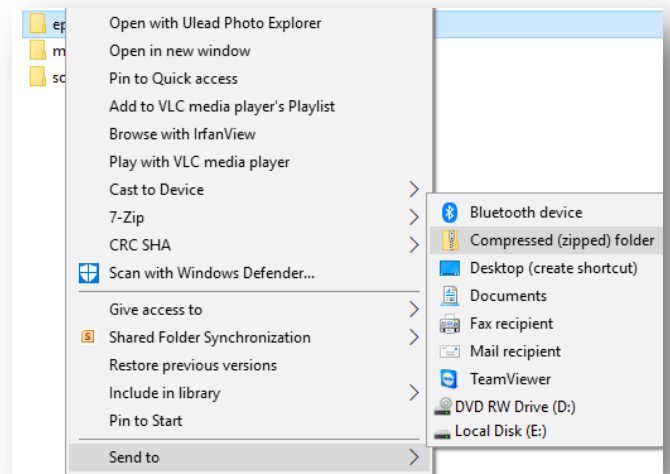 ep
m
sc
Open with Ulead Photo Explorer
Open in new window
Pin to Quick access
Add to VLC media player's Playlist
Browse with IrfanView
Play with VLC media player
Cast to Device
7-Zip
CRC SHA
Scan with Windows Defender...
Give access to
Shared Folder Synchronization
Restore previous versions
Include in library
Pin to Start
Send to
Bluetooth device
Compressed (zipped) folder
Desktop (create shortcut)
Documents
Fax recipient
Mail recipient
TeamViewer
DVD RW Drive (D:)
Local Disk (E:)